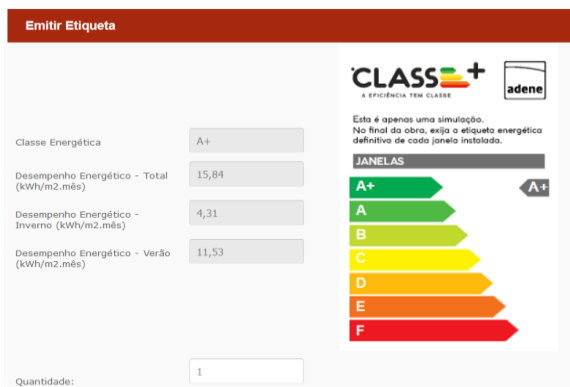 Emitir Etiqueta
Classe Energética
A+
Desempenho Energético - Total
(kWh/m2.mês)
15,84
Desempenho Energético -
Inverno (kWh/m2.mês)
4,31
Desempenho Energético - Verão
(kWh/m2.mês)
11,53
Quantidade:
1
CLASSE+
A EFICIÊNCIA TEM CLASSE
adene
Esta é apenas uma simulação.
No final da obra, exija a etiqueta energética
definitiva de cada janela instalada.
JANELAS
A+
A+
A
B
C
D
E
F